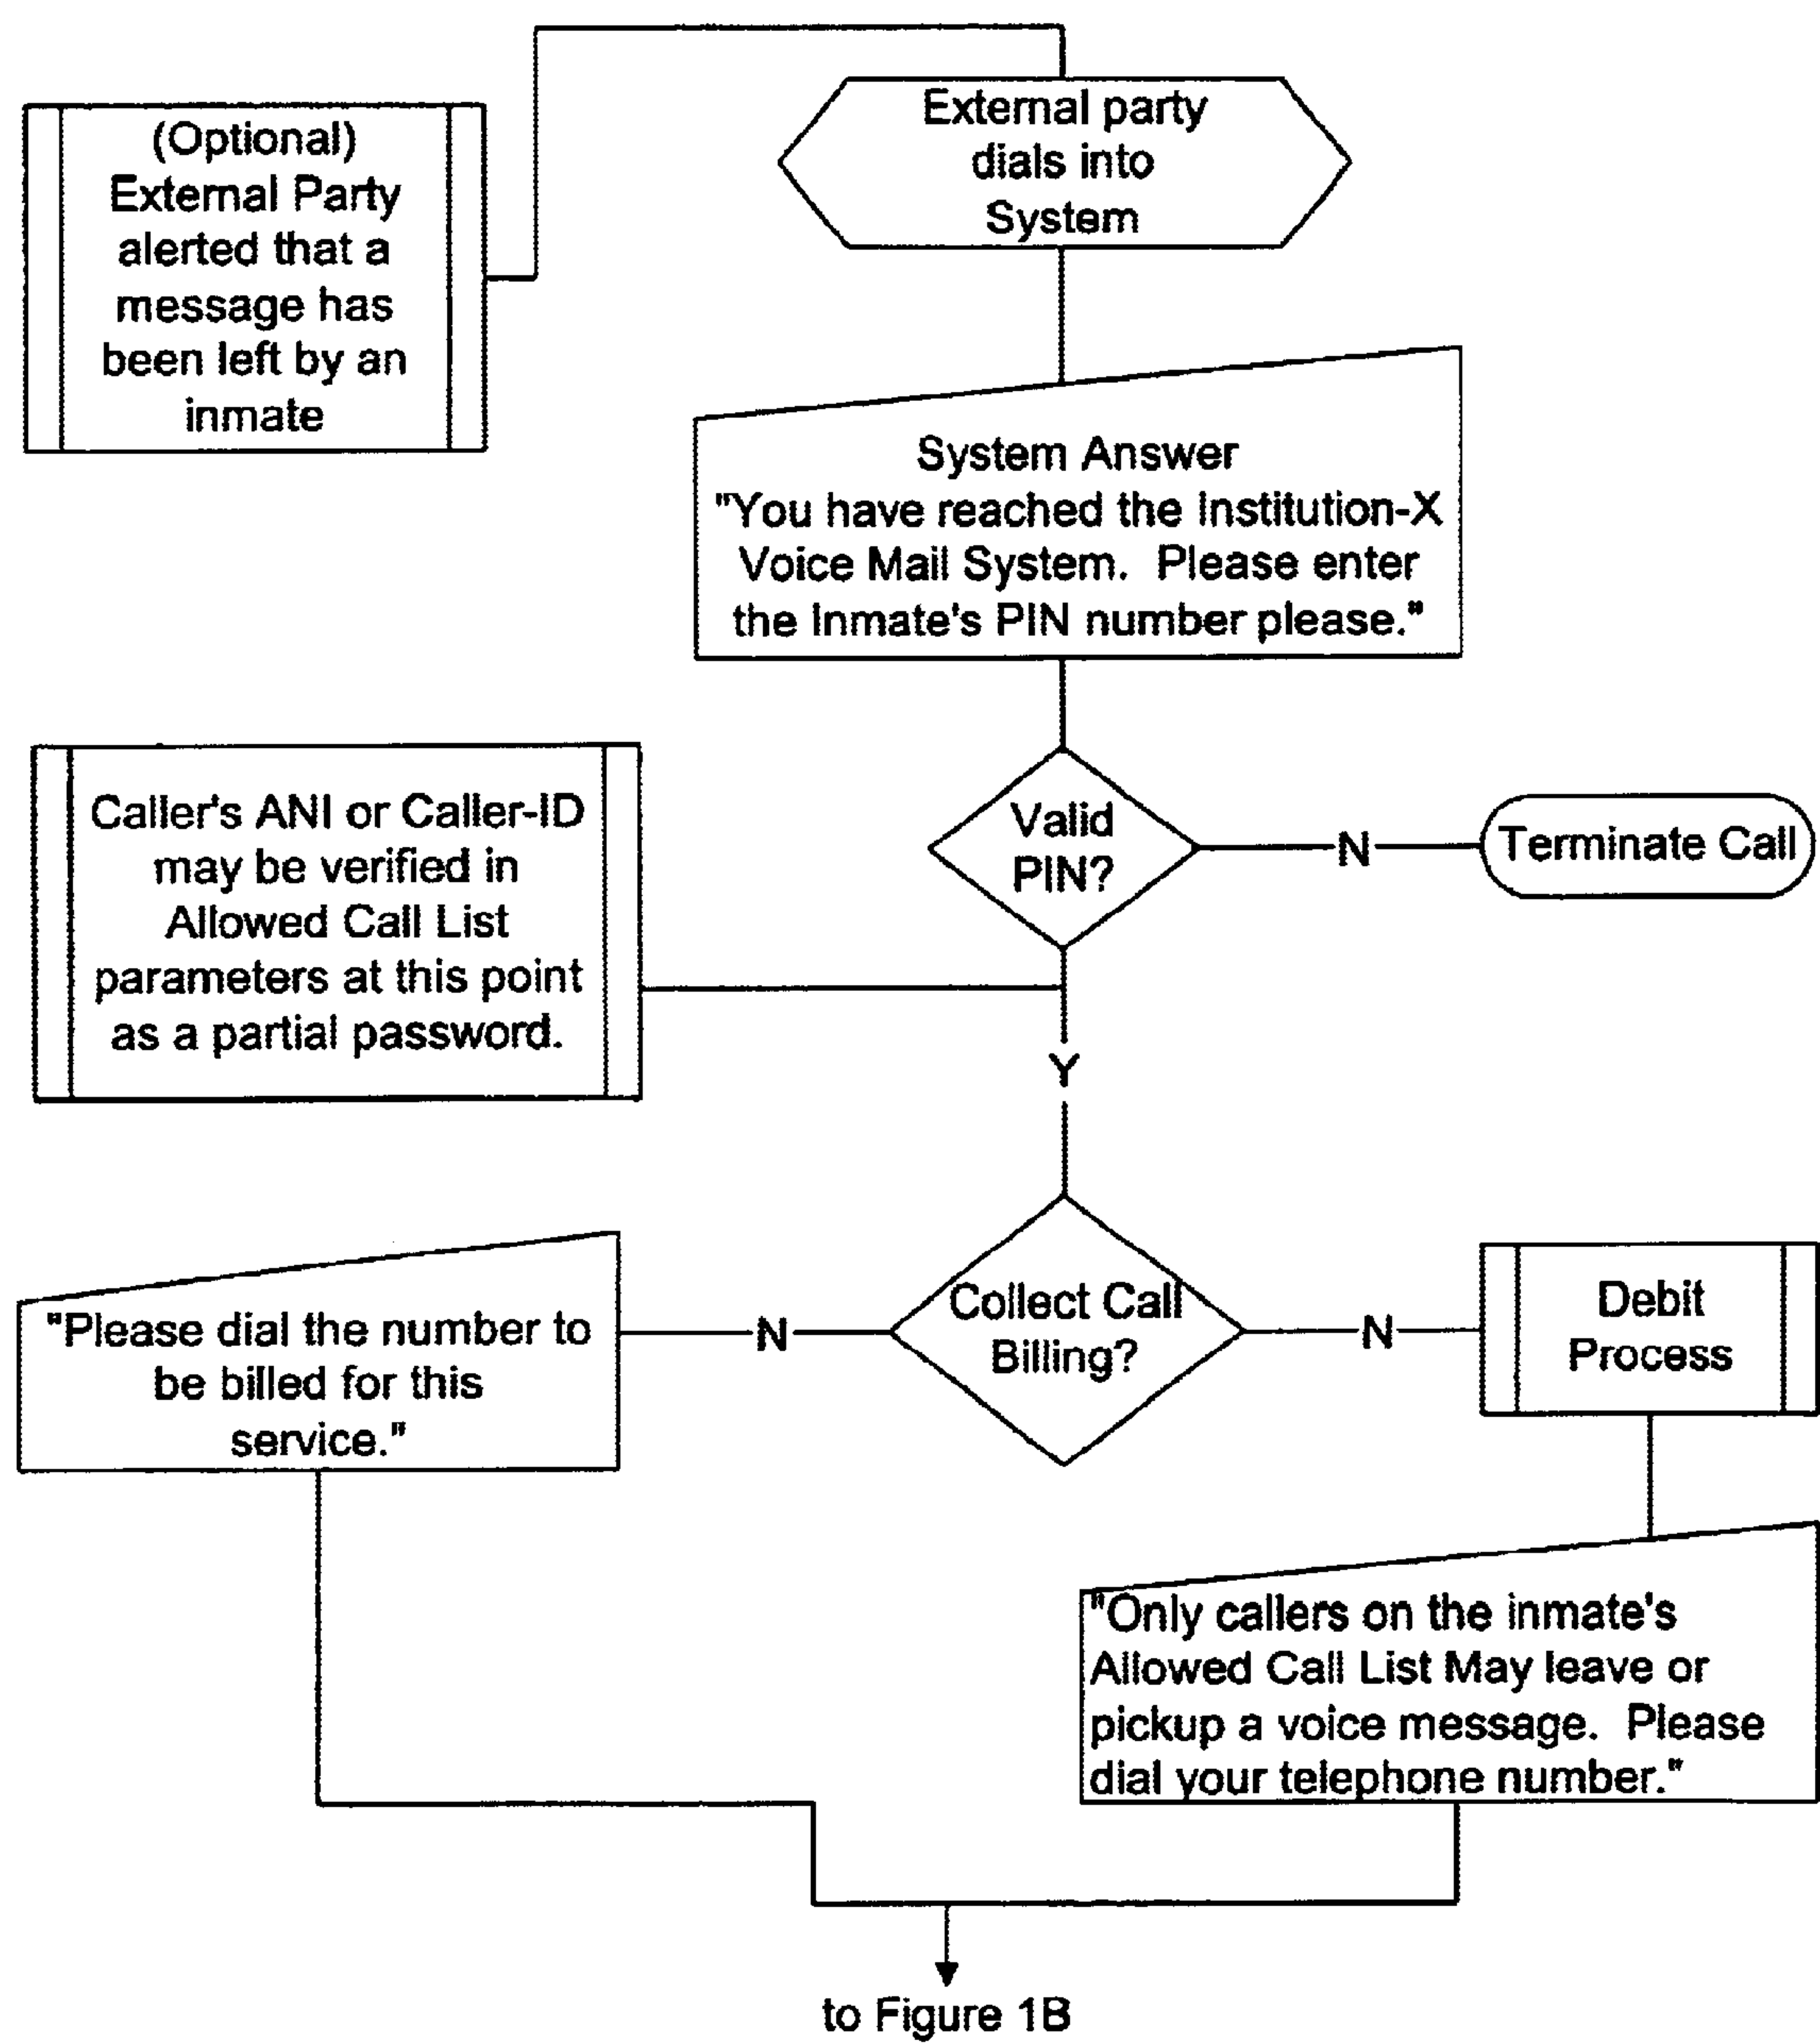 (Optional)
External Party
alerted that a
message has
been left by an
inmate
External party
dials into
System
System Answer
"You have reached the Institution-X
Voice Mail System.  Please enter
the Inmate's PIN number please."
Caller's ANI or Caller-ID
may be verified in
Allowed Call List
parameters at this point
as a partial password.
Valid
PIN?
N
Terminate Call
Y
"Please dial the number to
be billed for this
service."
N
Collect Call
Billing?
N
Debit
Process
"Only callers on the inmate's
Allowed Call List May leave or
pickup a voice message.  Please
dial your telephone number."
to Figure 1B